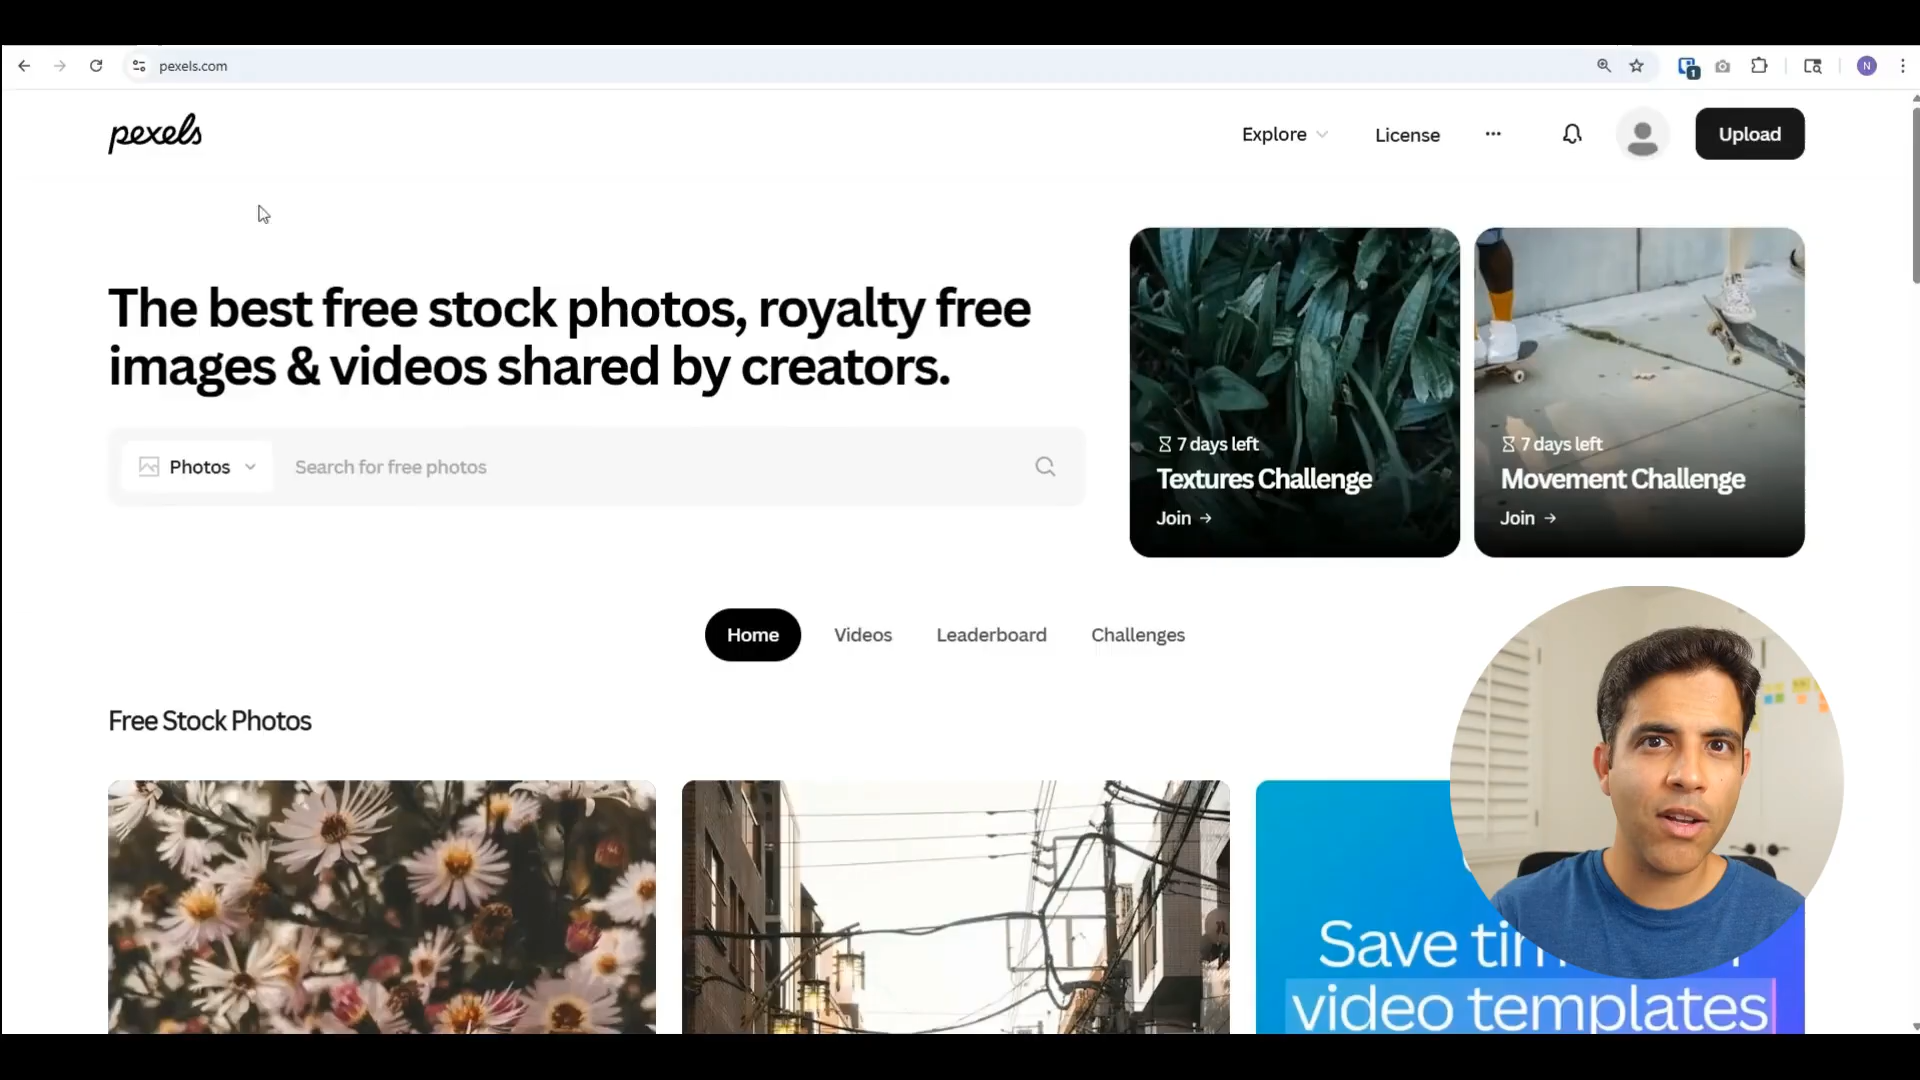 pexels.com
1
N
pexels
Explore
License
Upload
The best free stock photos, royalty free
images & videos shared by creators.
Photos
Search for free photos
7 days left
Textures Challenge
Join →
7 days left
Movement Challenge
Join →
Home
Videos
Leaderboard
Challenges
Free Stock Photos
Save
video templates